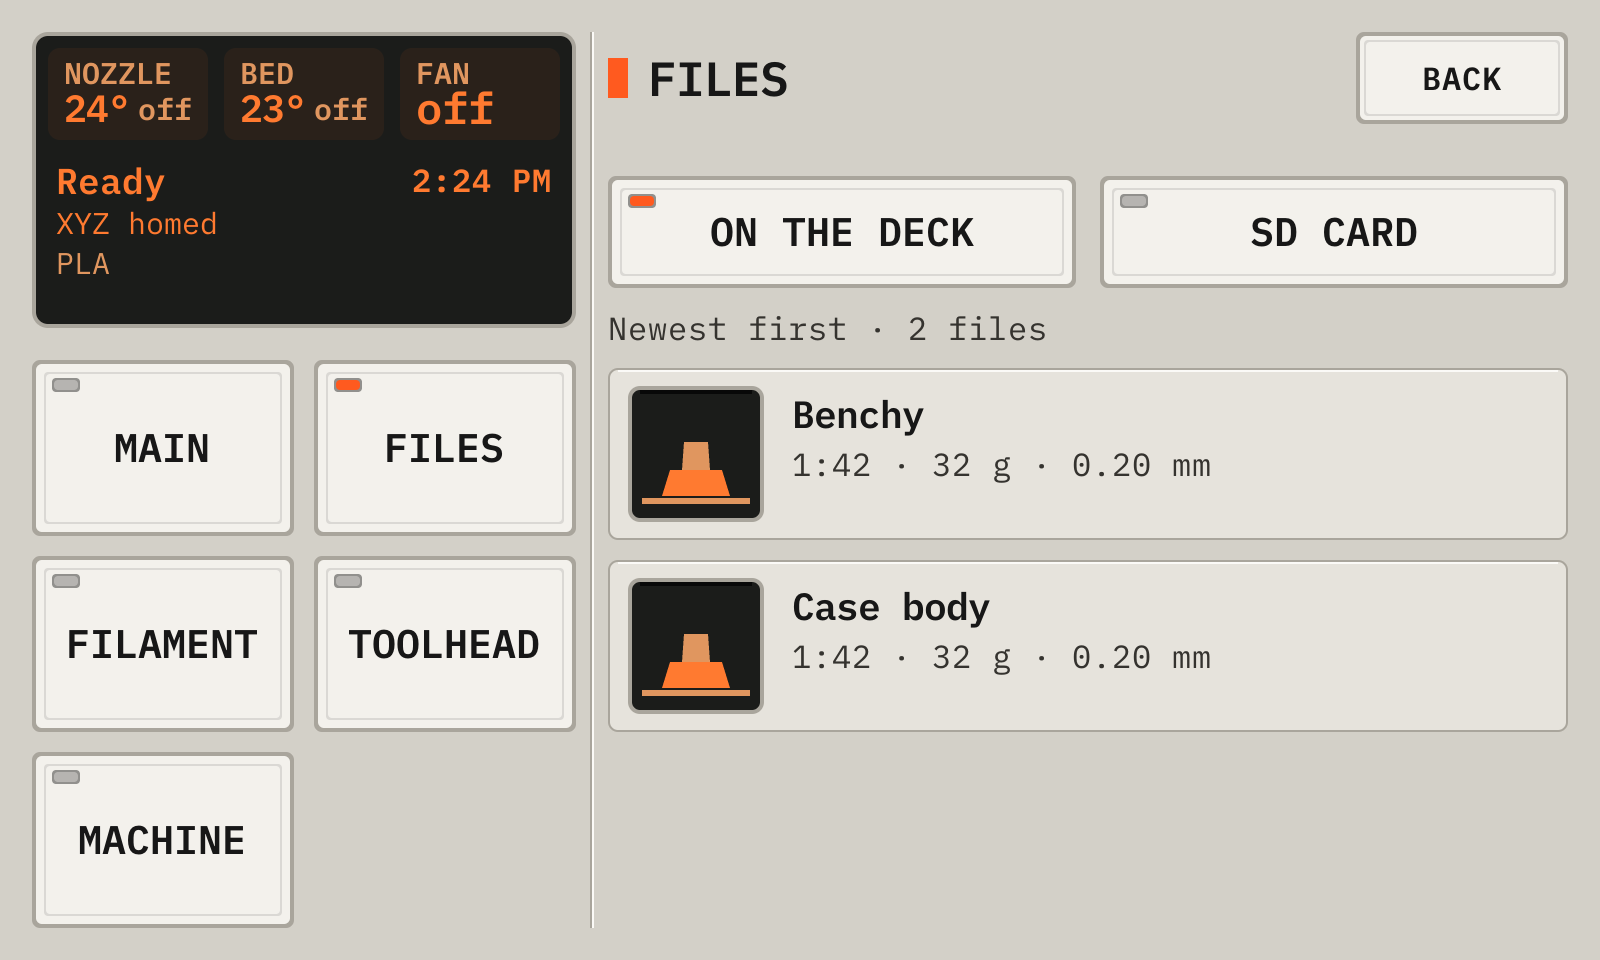 NOZZLE
24° off
BED
23° off
FAN
off
Ready
2:24 PM
XYZ homed
PLA
MAIN
FILES
FILAMENT
TOOLHEAD
MACHINE
FILES
BACK
ON THE DECK
SD CARD
Newest first · 2 files
Benchy
1:42 · 32 g · 0.20 mm
Case body
1:42 · 32 g · 0.20 mm